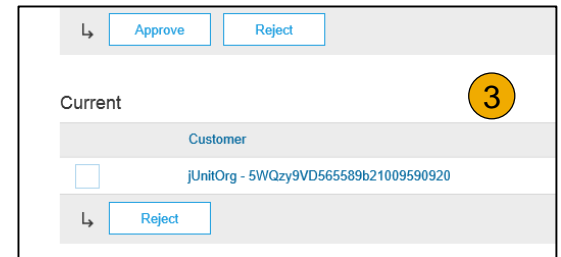 Approve Reject
Current
3
Customer
jUnitOrg - 5WQzy9VD565589b21009590920
Reject